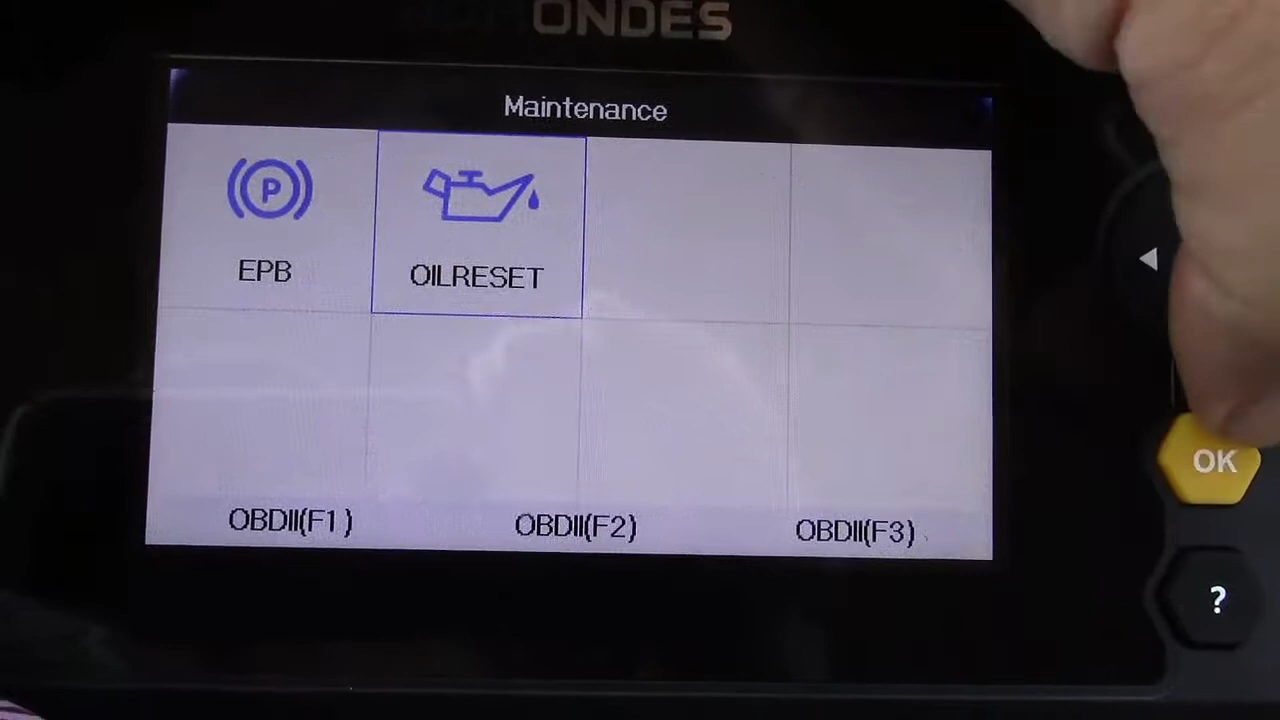 ONDES
Maintenance
P
EPB
OILRESET
OK
OBDII(F1)
OBDII(F2)
OBDII(F3)
?